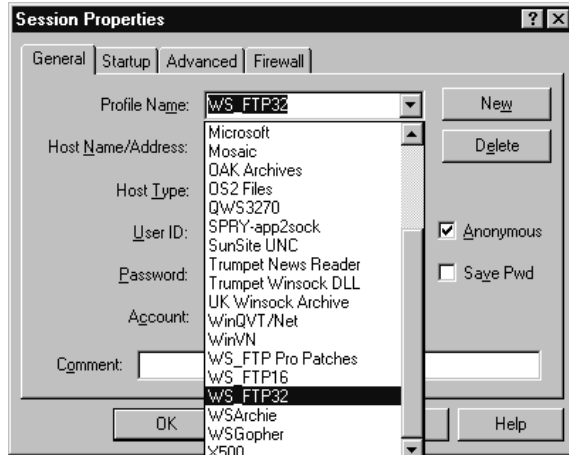 Session Properties
General Startup Advanced Firewall
Profile Name: WS_FTP32 New
Host Name/Address: Delete
Host Type:
User ID: Anonymous
Password: Save Pwd
Account:
Comment:
OK Help
Microsoft
Mosaic
OAK Archives
OS2 Files
QWS3270
SPRY-app2sock
SunSite UNC
Trumpet News Reader
Trumpet Winsock DLL
UK Winsock Archive
WinQVT/Net
WinVN
WS_FTP Pro Patches
WS_FTP16
WS_FTP32
WSArchie
WSGopher
X500